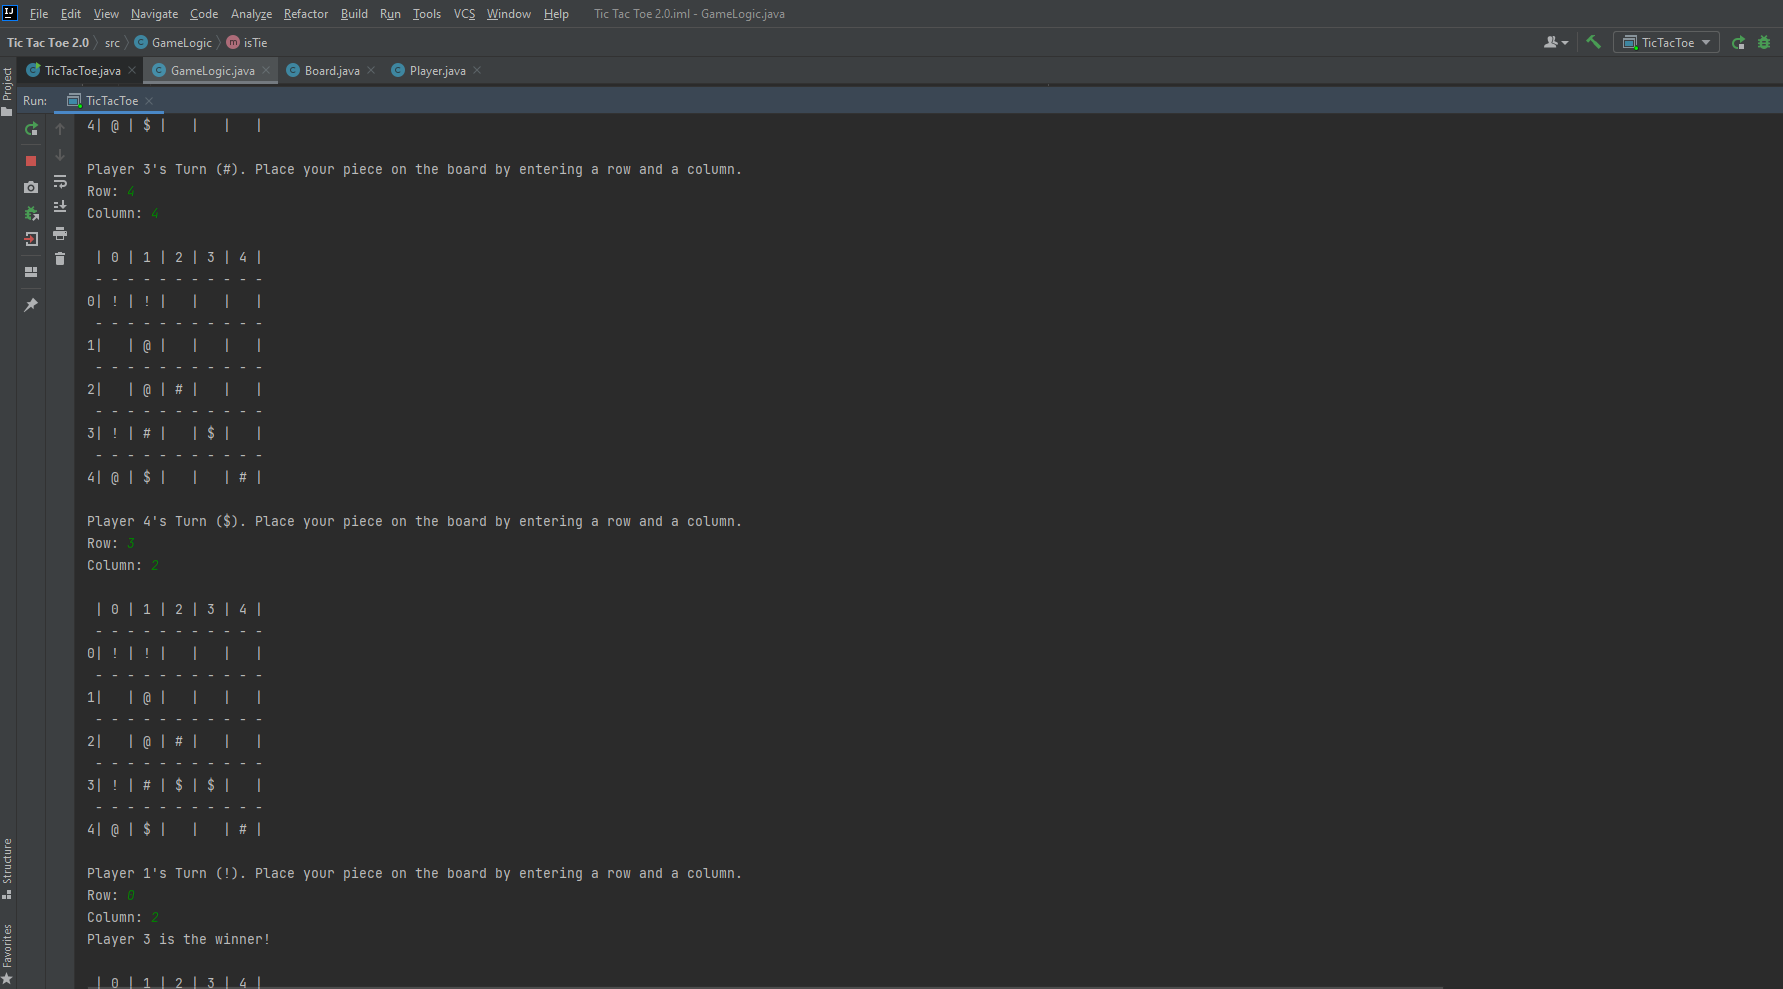 File Edit View Navigate Code Analyze Refactor Build Run Tools VCS Window Help Tic Tac Toe 2.0.iml - GameLogic.java
Tic Tac Toe 2.0 src GameLogic isTie TicTacToe
TicTacToe.java GameLogic.java Board.java Player.java
Project
Run: TicTacToe
4| @ | $ |   |   |   |
Player 3's Turn (#). Place your piece on the board by entering a row and a column.
Row: 4
Column: 4
 | 0 | 1 | 2 | 3 | 4 |
 - - - - - - - - - - -
0| ! | ! |   |   |   |
 - - - - - - - - - - -
1|   | @ |   |   |   |
 - - - - - - - - - - -
2|   | @ | # |   |   |
 - - - - - - - - - - -
3| ! | # |   | $ |   |
 - - - - - - - - - - -
4| @ | $ |   |   | # |
Player 4's Turn ($). Place your piece on the board by entering a row and a column.
Row: 3
Column: 2
 | 0 | 1 | 2 | 3 | 4 |
 - - - - - - - - - - -
0| ! | ! |   |   |   |
 - - - - - - - - - - -
1|   | @ |   |   |   |
 - - - - - - - - - - -
2|   | @ | # |   |   |
 - - - - - - - - - - -
3| ! | # | $ | $ |   |
 - - - - - - - - - - -
4| @ | $ |   |   | # |
Player 1's Turn (!). Place your piece on the board by entering a row and a column.
Row: 0
Column: 2
Player 3 is the winner!
 | 0 | 1 | 2 | 3 | 4 |
Structure
Favorites